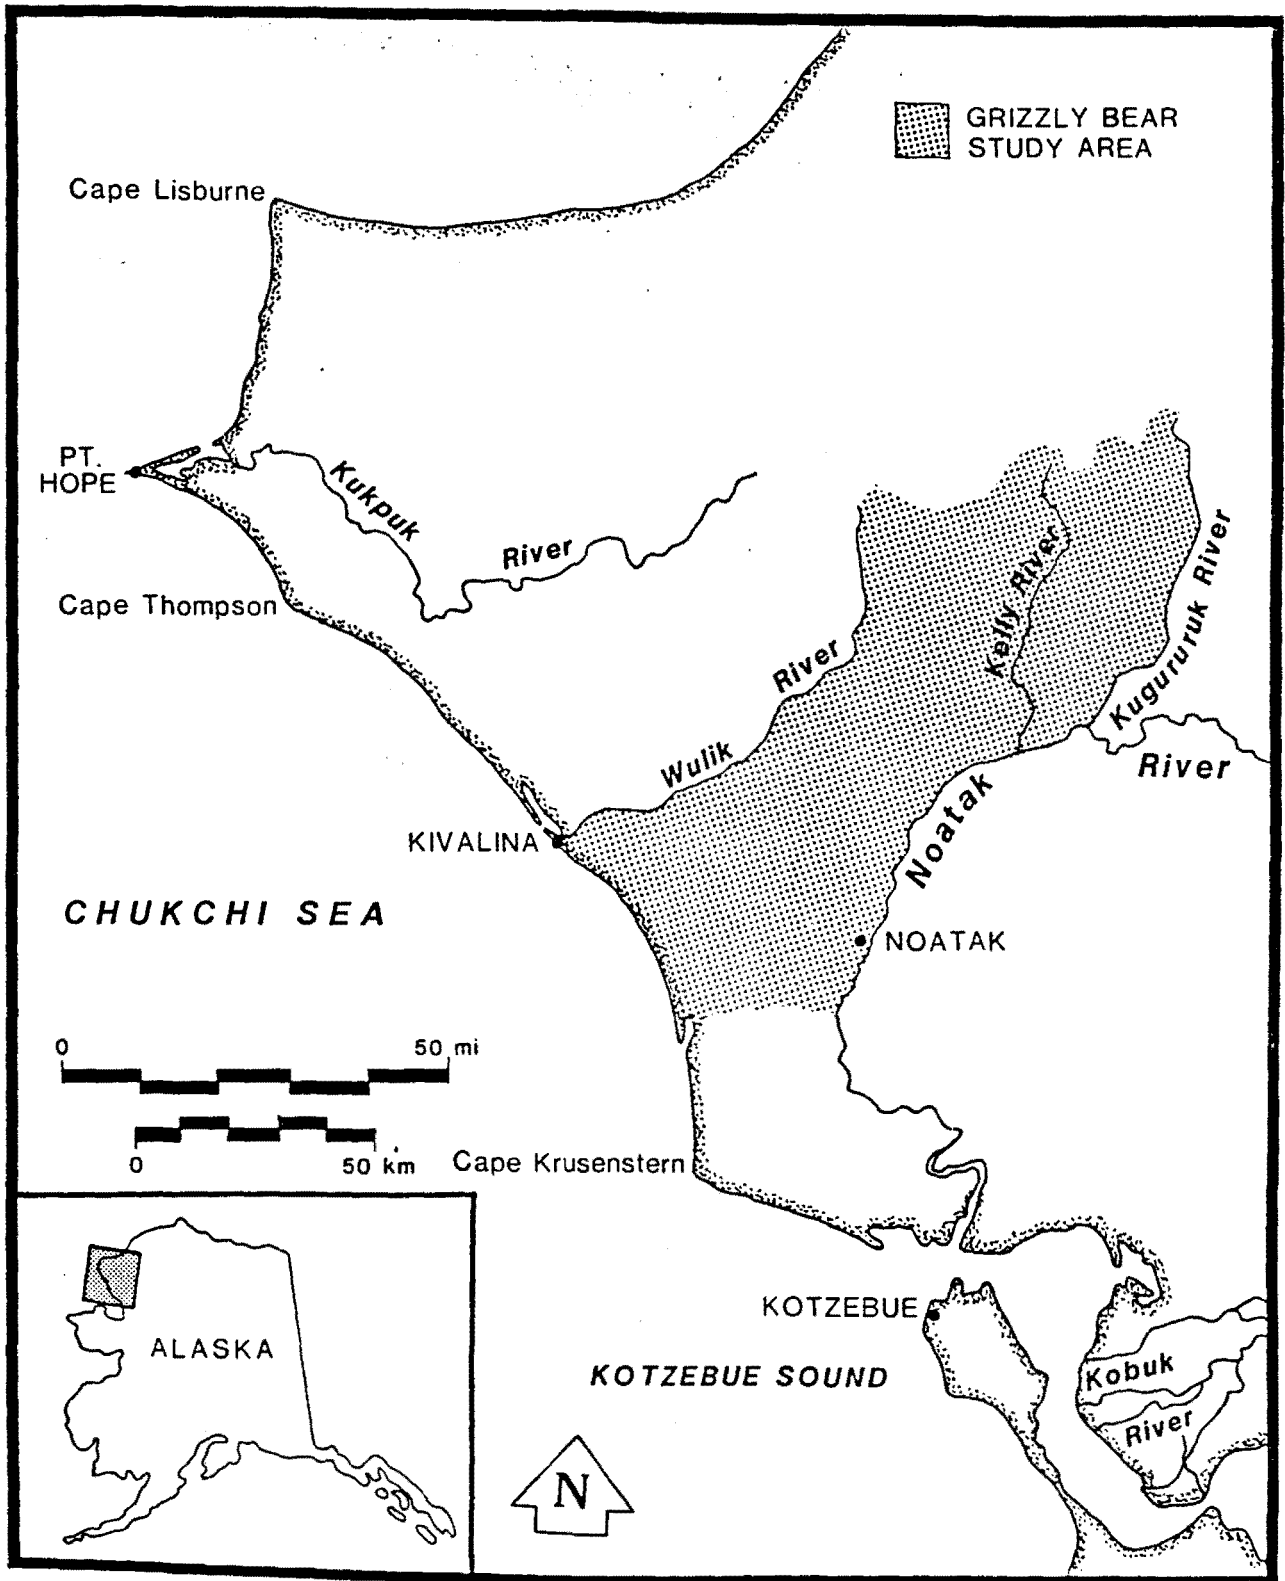 GRIZZLY BEAR
STUDY AREA
Cape Lisburne
PT.
HOPE
Kukpuk
River
Cape Thompson
Kelly River
Kugururuk River
River
Wulik
River
Noatak
KIVALINA
CHUKCHI SEA
NOATAK
0
50 mi
0
50 km
Cape Krusenstern
ALASKA
KOTZEBUE
KOTZEBUE SOUND
Kobuk
River
N